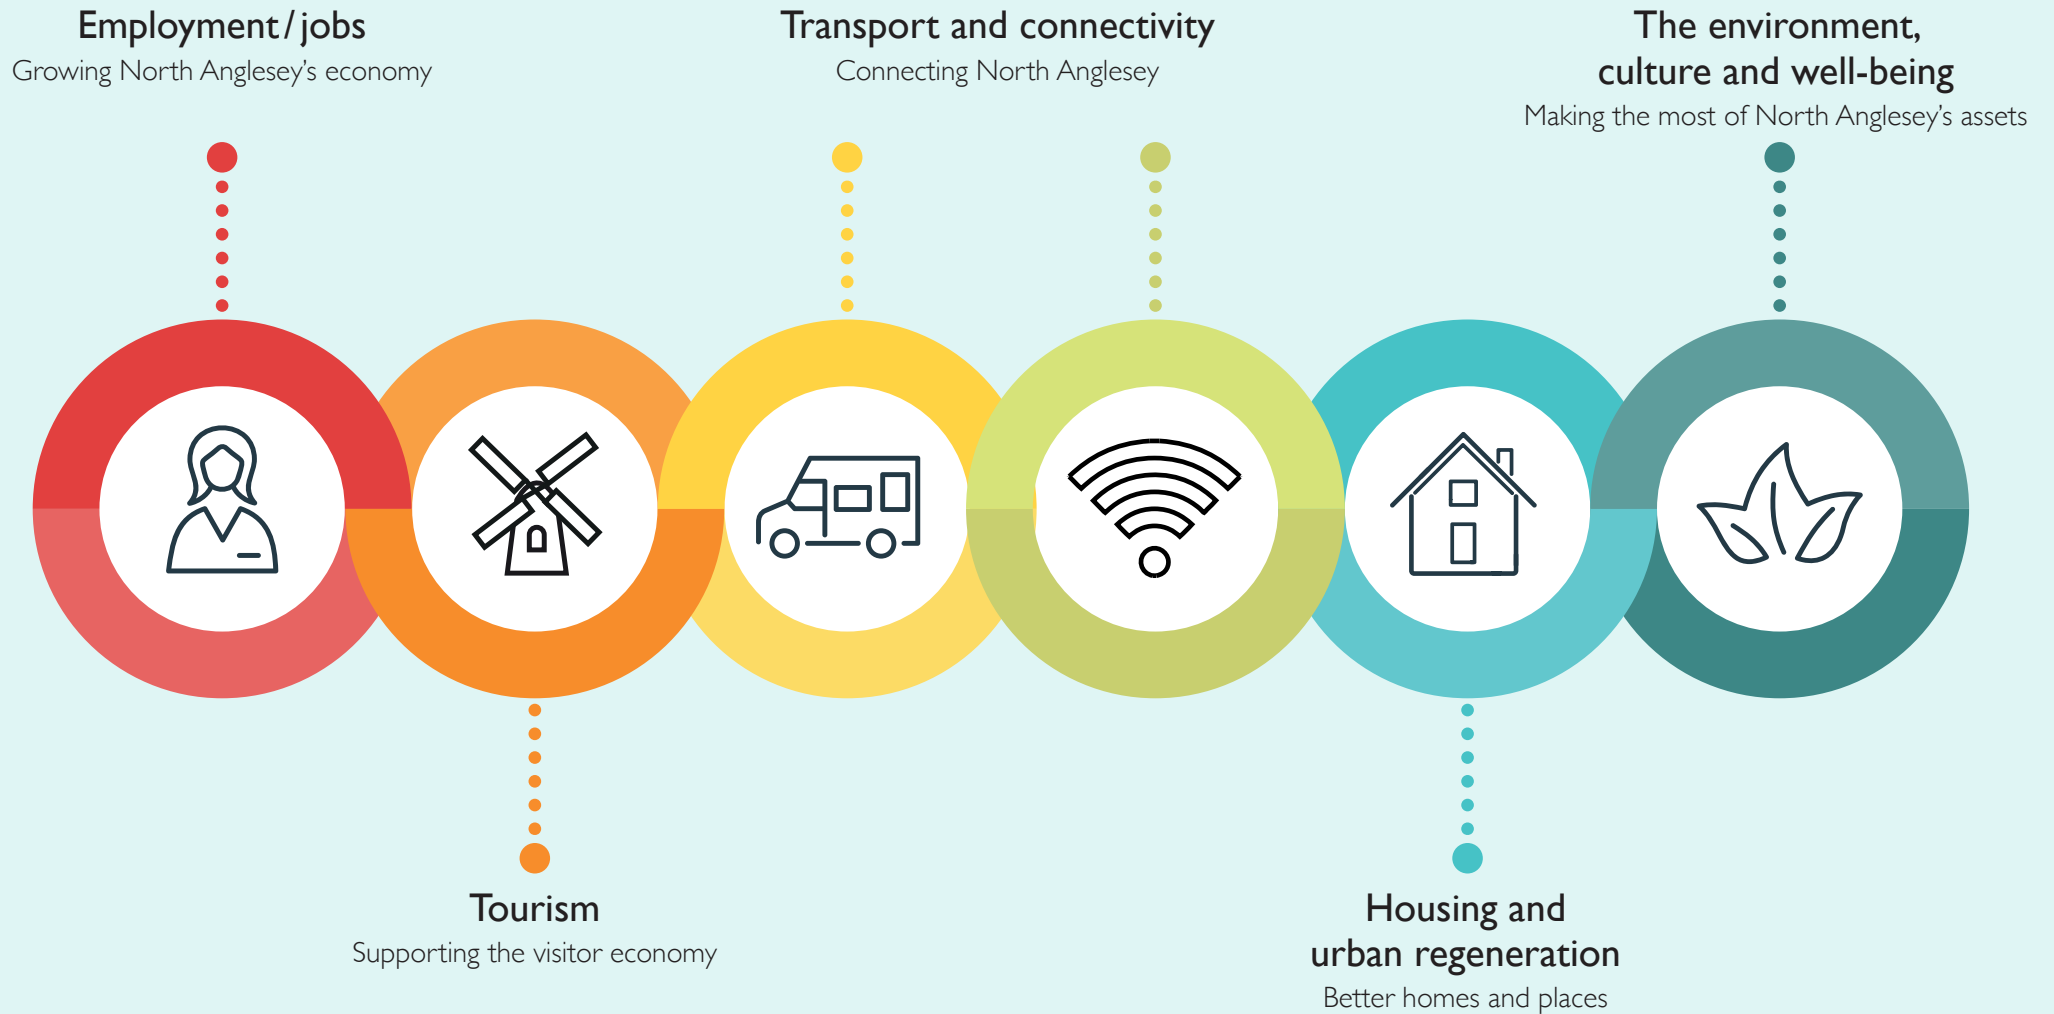 Employment / jobs
Growing North Anglesey's economy
Transport and connectivity
Connecting North Anglesey
The environment,
culture and well-being
Making the most of North Anglesey's assets
Tourism
Supporting the visitor economy
Housing and
urban regeneration
Better homes and places